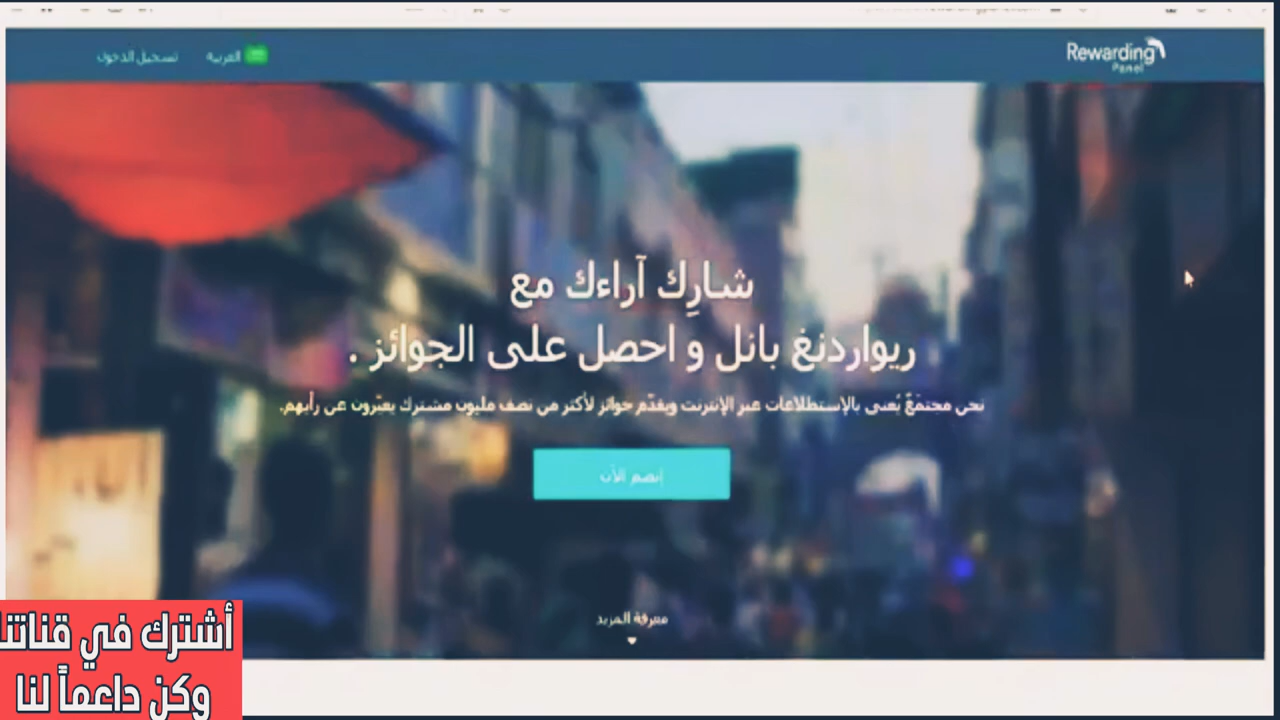 Rewarding
Panel
العربية
تسجيل الدخول
شارِك آراءك مع
ريواردنغ بانل و احصل على الجوائز .
نحن مجتمَعٌ يُعنى بالإستطلاعات عبر الإنترنت ويقدّم جوائز لأكثر من نصف مليون مشترك يعبّرون عن رأيهم.
إنضم الآن
معرفة المزيد
أشترك في قناتنا
وكن داعماً لنا